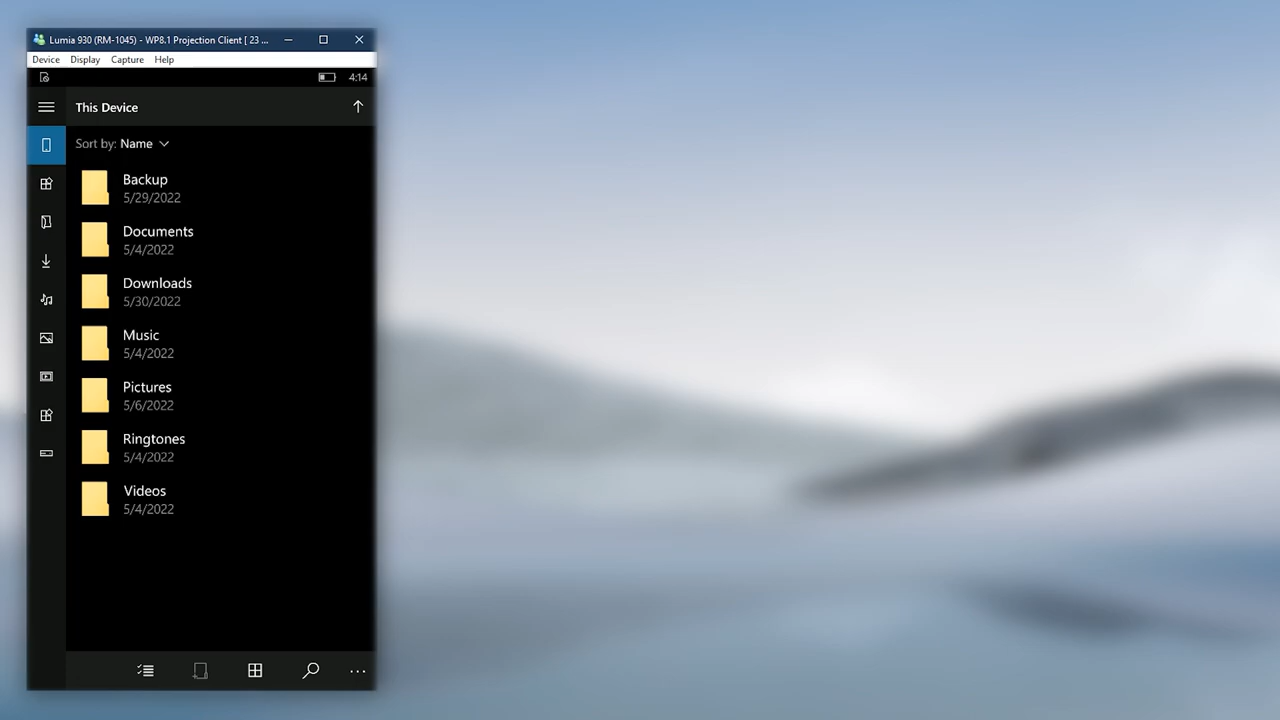 Lumia 930 (RM-1045) - WP8.1 Projection Client [ 23 ...
Device Display Capture Help
4:14
This Device
Sort by: Name
Backup
5/29/2022
Documents
5/4/2022
Downloads
5/30/2022
Music
5/4/2022
Pictures
5/6/2022
Ringtones
5/4/2022
Videos
5/4/2022